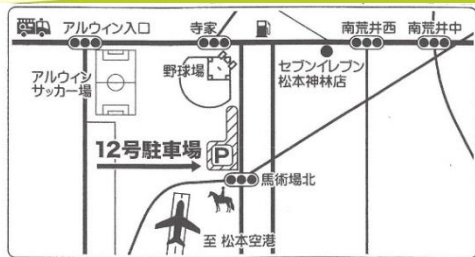 アルウィン入口
寺家
南荒井西
南荒井中
アルウィン
サッカー場
野球場
セブンイレブン
松本神林店
12号駐車場
P
馬術場北
至 松本空港